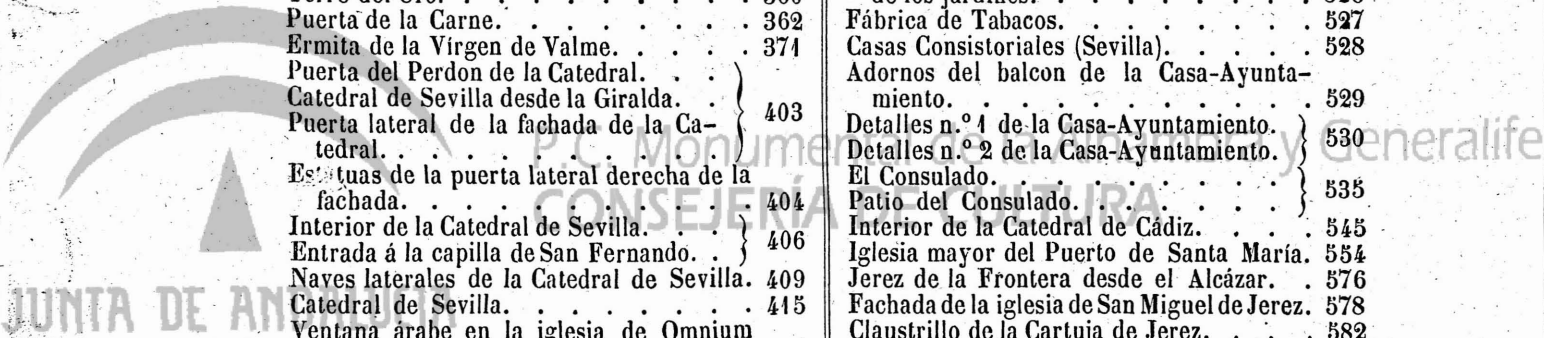 Puerta de la Carne. . . . . . . . 362
Ermita de la Vírgen de Valme. . . . . 371
Puerta del Perdon de la Catedral. . .
Catedral de Sevilla desde la Giralda. .
Puerta lateral de la fachada de la Ca-
tedral. . . . . . . . . . . . 403
Estatuas de la puerta lateral derecha de la
fachada. . . . . . . . . . . . 404
Interior de la Catedral de Sevilla. . .
Entrada á la capilla de San Fernando. . 406
Naves laterales de la Catedral de Sevilla. 409
Catedral de Sevilla. . . . . . . . 415
Ventana árabe en la iglesia de Omnium
de los jardines.
Fábrica de Tabacos. . . . . . . . 527
Casas Consistoriales (Sevilla). . . . . 528
Adornos del balcon de la Casa-Ayunta-
miento. . . . . . . . . . . . 529
Detalles n.º 1 de la Casa-Ayuntamiento.
Detalles n.º 2 de la Casa-Ayuntamiento. 530
El Consulado. . . . . . . . . .
Patio del Consulado. . . . . . . . 535
Interior de la Catedral de Cádiz. . . . 545
Iglesia mayor del Puerto de Santa María. 554
Jerez de la Frontera desde el Alcázar. . 576
Fachada de la iglesia de San Miguel de Jerez. 578
Claustrillo de la Cartuja de Jerez. . . . . 582
P.C. Monumental de la Alhambra y Generalife
CONSEJERÍA DE CULTURA
JUNTA DE ANDALUCIA